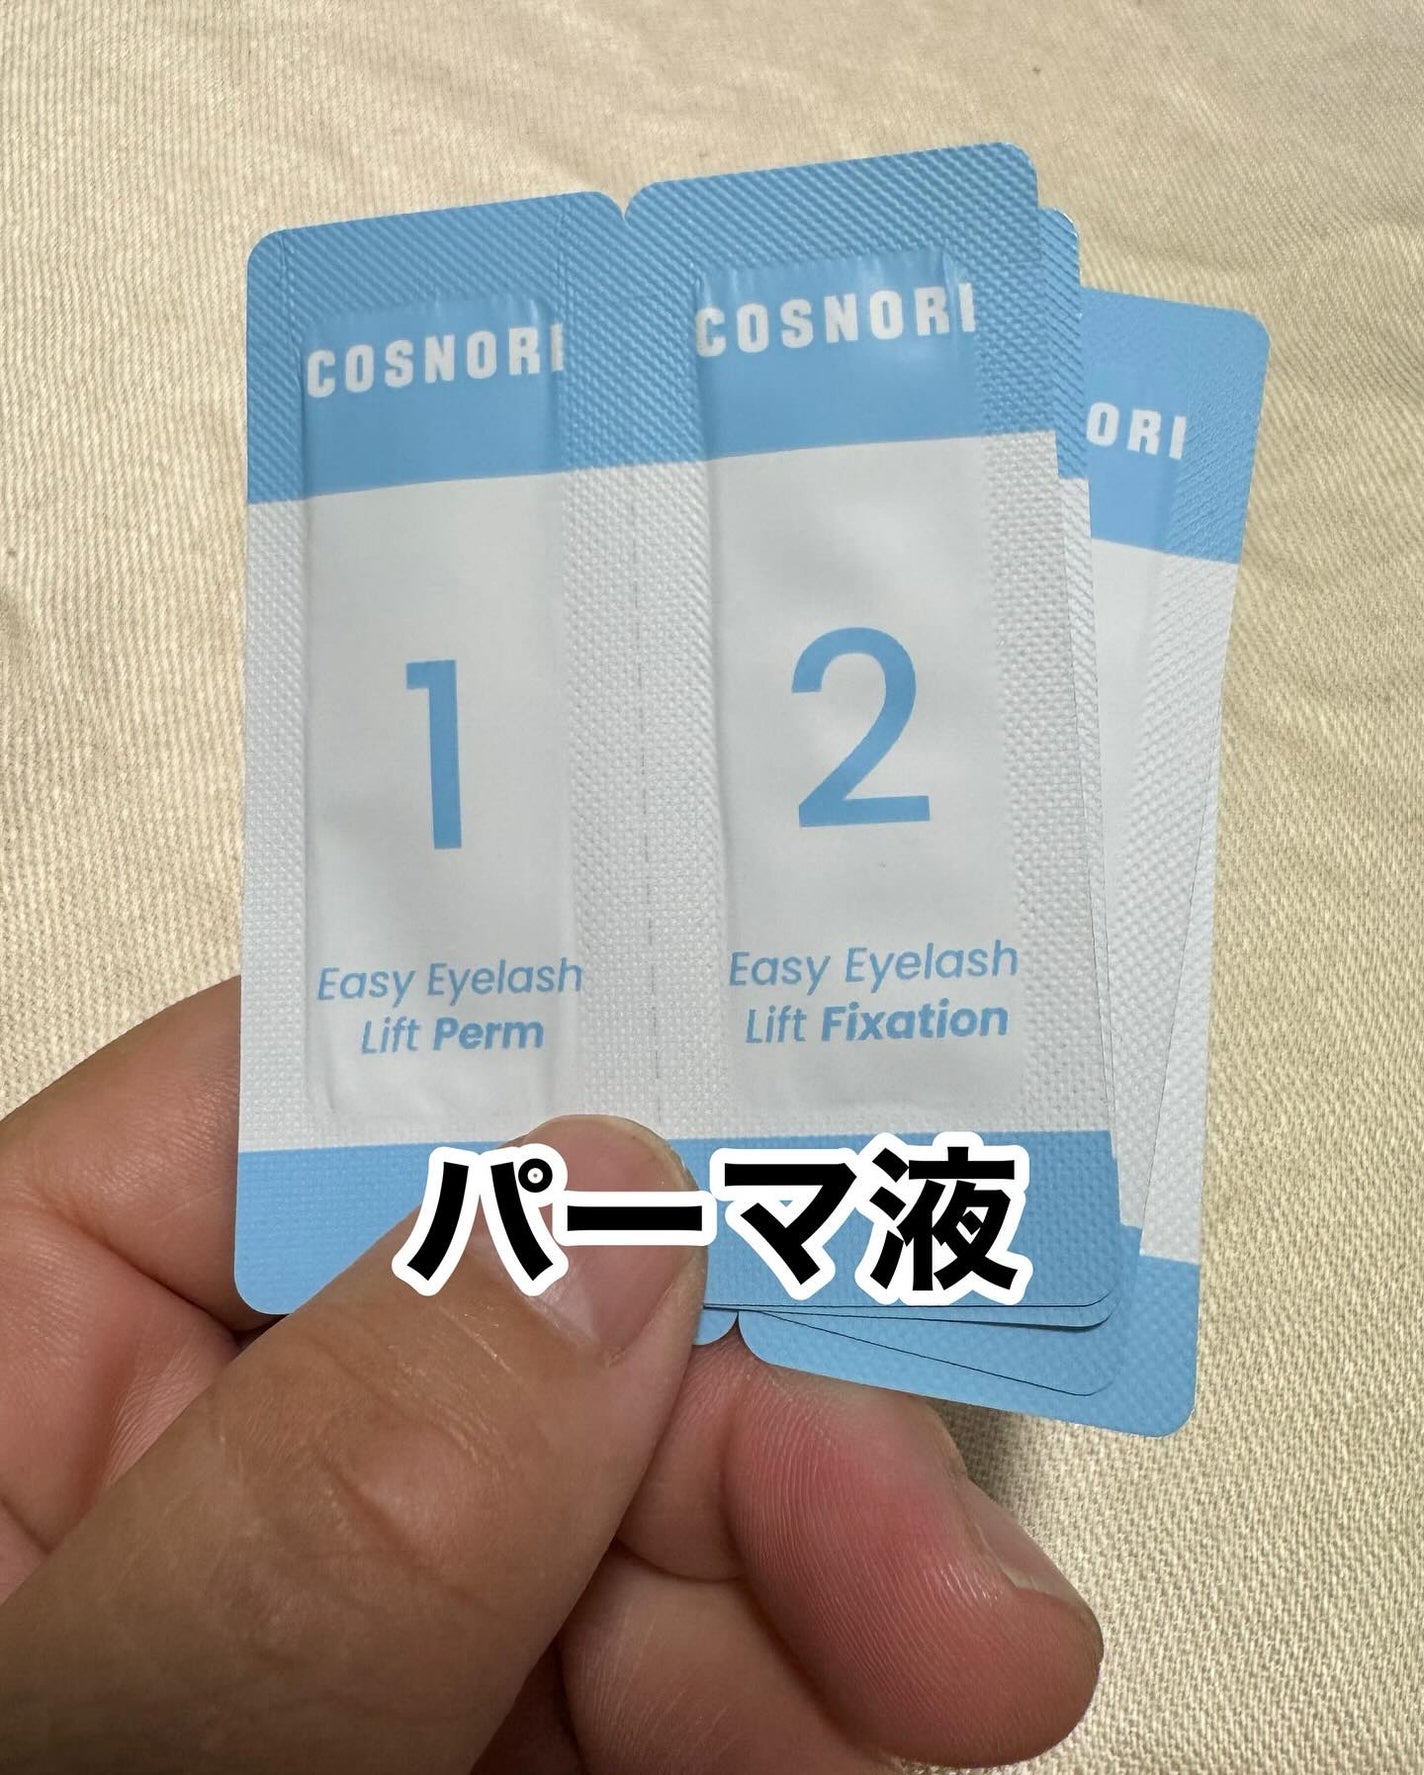 COSNORI
1
Easy Eyelash
Lift Perm
COSNORI
2
Easy Eyelash
Lift Fixation
ORI
パーマ液